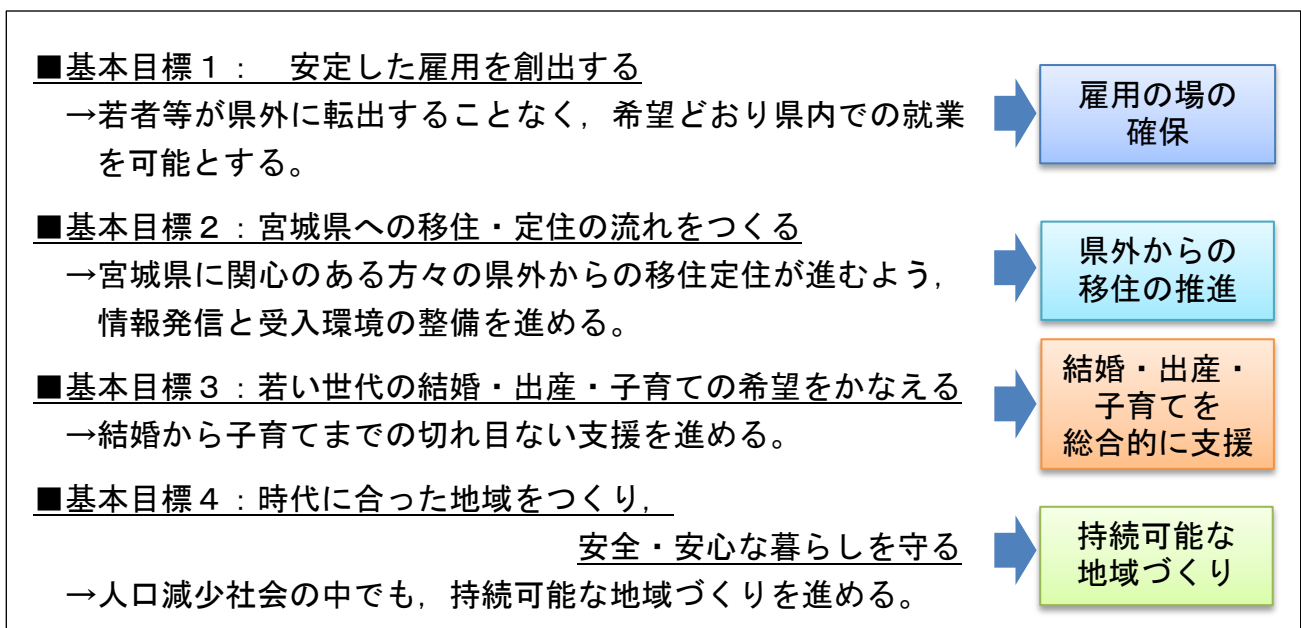 ■基本目標１：　安定した雇用を創出する
→若者等が県外に転出することなく，希望どおり県内での就業
を可能とする。
雇用の場の
確保
■基本目標２：宮城県への移住・定住の流れをつくる
→宮城県に関心のある方々の県外からの移住定住が進むよう，
情報発信と受入環境の整備を進める。
県外からの
移住の推進
■基本目標３：若い世代の結婚・出産・子育ての希望をかなえる
→結婚から子育てまでの切れ目ない支援を進める。
結婚・出産・
子育てを
総合的に支援
■基本目標４：時代に合った地域をつくり，
安全・安心な暮らしを守る
→人口減少社会の中でも，持続可能な地域づくりを進める。
持続可能な
地域づくり